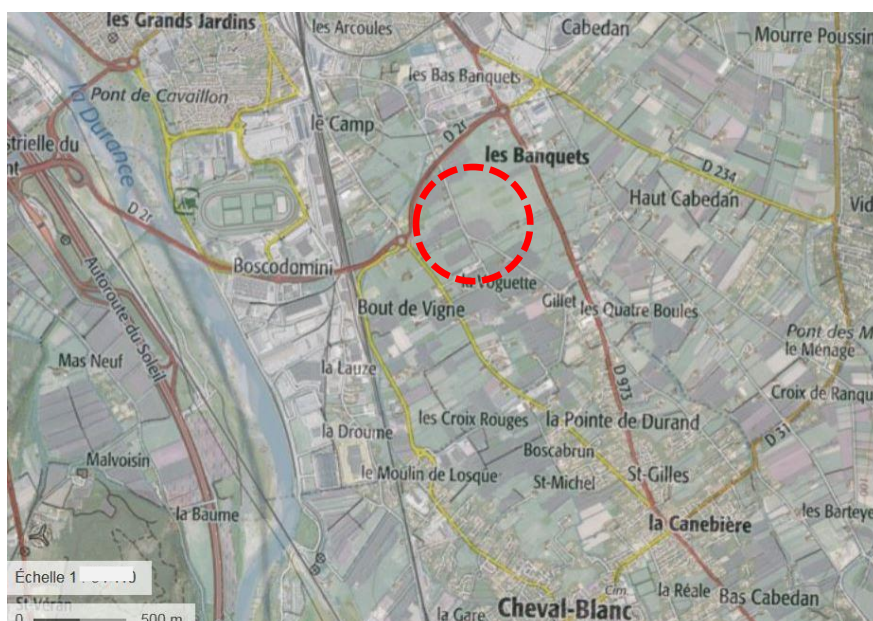 les Grands Jardins
les Arcoules
Cabedan
Mourre Poussin
les Bas Banquets
Pont de Cavaillon
la Durance
le Camp
D 2f
strielle du
nt
les Banquets
D 234
Haut Cabedan
Vid
D 2f
Boscodomini
la Voguette
Autoroute du Soleil
Bout de Vigne
Gillet
les Quatre Boules
Pont des M
le Ménage
Mas Neuf
la Lauze
D 973
Croix de Ranqu
les Croix Rouges
la Pointe de Durand
la Droume
D 31
Boscabrun
Malvoisin
le Moulin de Losque
St-Michel
St-Gilles
la Baume
la Canebière
les Barteye
Échelle 1
Cim.
la Réale
Bas Cabedan
St-Véran
0
500 m
la Gare
Cheval-Blanc